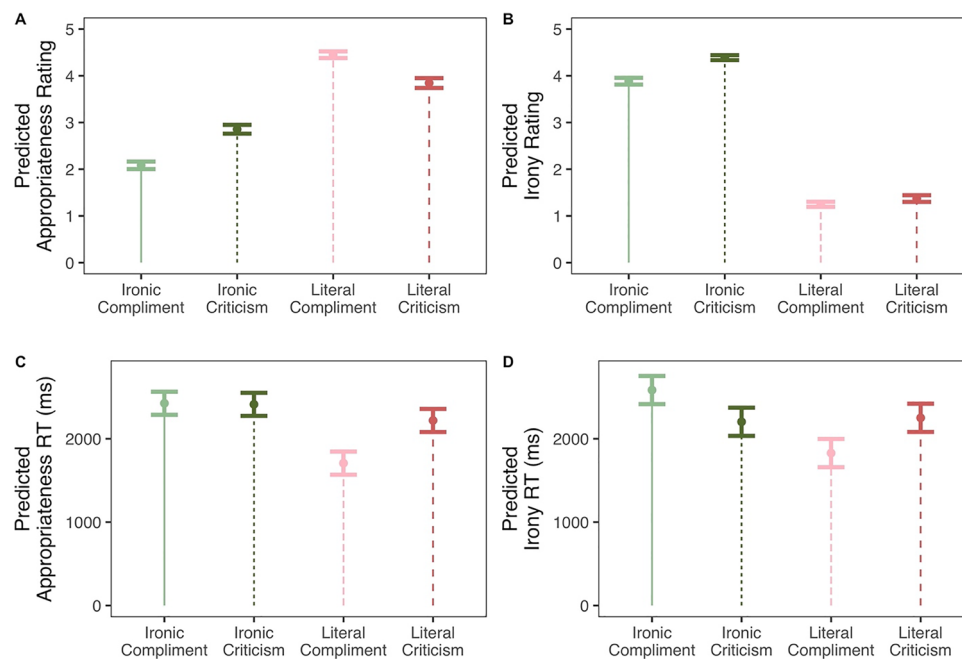 A
Predicted
Appropriateness Rating
5
4
3
2
1
0
Ironic
Compliment
Ironic
Criticism
Literal
Compliment
Literal
Criticism
B
Predicted
Irony Rating
5
4
3
2
1
0
Ironic
Compliment
Ironic
Criticism
Literal
Compliment
Literal
Criticism
C
Predicted
Appropriateness RT (ms)
2000
1000
0
Ironic
Compliment
Ironic
Criticism
Literal
Compliment
Literal
Criticism
D
Predicted
Irony RT (ms)
2000
1000
0
Ironic
Compliment
Ironic
Criticism
Literal
Compliment
Literal
Criticism